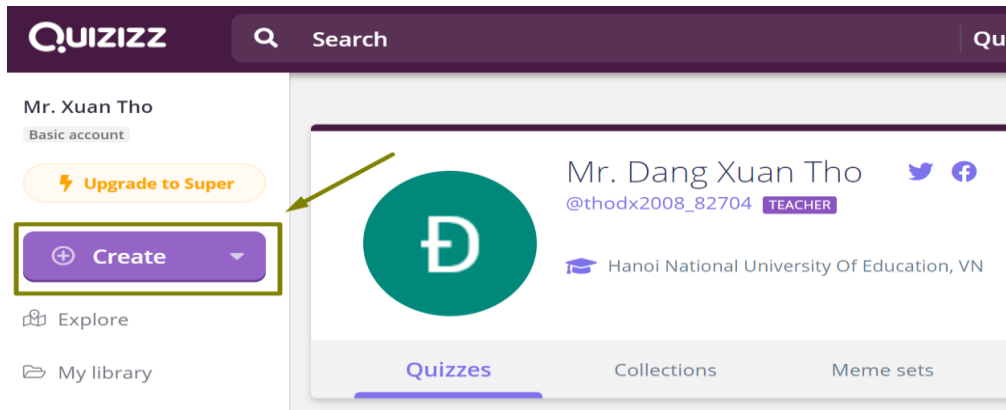 QUIZIZZ
Search
Qu
Mr. Xuan Tho
Basic account
Upgrade to Super
Create
Explore
My library
Đ
Mr. Dang Xuan Tho
@thodx2008_82704 TEACHER
Hanoi National University Of Education, VN
Quizzes Collections Meme sets